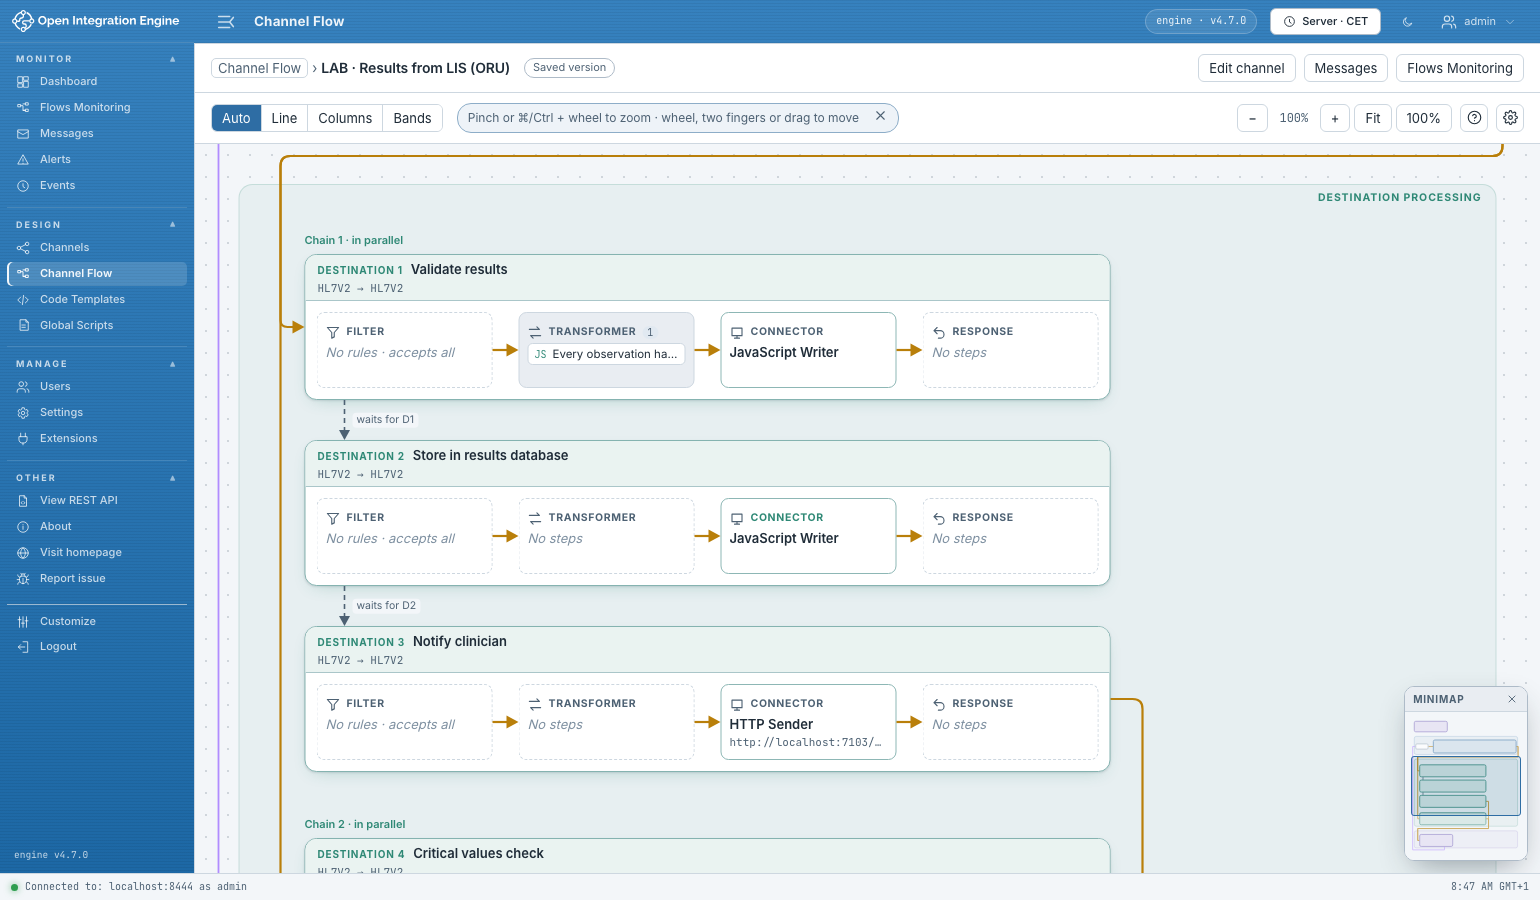 Open Integration Engine
Channel Flow
engine · v4.7.0
Server · CET
admin
MONITOR
Dashboard
Flows Monitoring
Messages
Alerts
Events
DESIGN
Channels
Channel Flow
Code Templates
Global Scripts
MANAGE
Users
Settings
Extensions
OTHER
View REST API
About
Visit homepage
Report issue
Customize
Logout
engine v4.7.0
Channel Flow › LAB · Results from LIS (ORU)
Saved version
Edit channel
Messages
Flows Monitoring
Auto
Line
Columns
Bands
Pinch or ⌘/Ctrl + wheel to zoom · wheel, two fingers or drag to move
−
100%
+
Fit
100%
DESTINATION PROCESSING
Chain 1 · in parallel
DESTINATION 1 Validate results
HL7V2 → HL7V2
FILTER
No rules · accepts all
TRANSFORMER 1
JS Every observation ha...
CONNECTOR
JavaScript Writer
RESPONSE
No steps
waits for D1
DESTINATION 2 Store in results database
HL7V2 → HL7V2
FILTER
No rules · accepts all
TRANSFORMER
No steps
CONNECTOR
JavaScript Writer
RESPONSE
No steps
waits for D2
DESTINATION 3 Notify clinician
HL7V2 → HL7V2
FILTER
No rules · accepts all
TRANSFORMER
No steps
CONNECTOR
HTTP Sender
http://localhost:7103/…
RESPONSE
No steps
Chain 2 · in parallel
DESTINATION 4 Critical values check
HL7V2 → HL7V2
MINIMAP
Connected to: localhost:8444 as admin
8:47 AM GMT+1